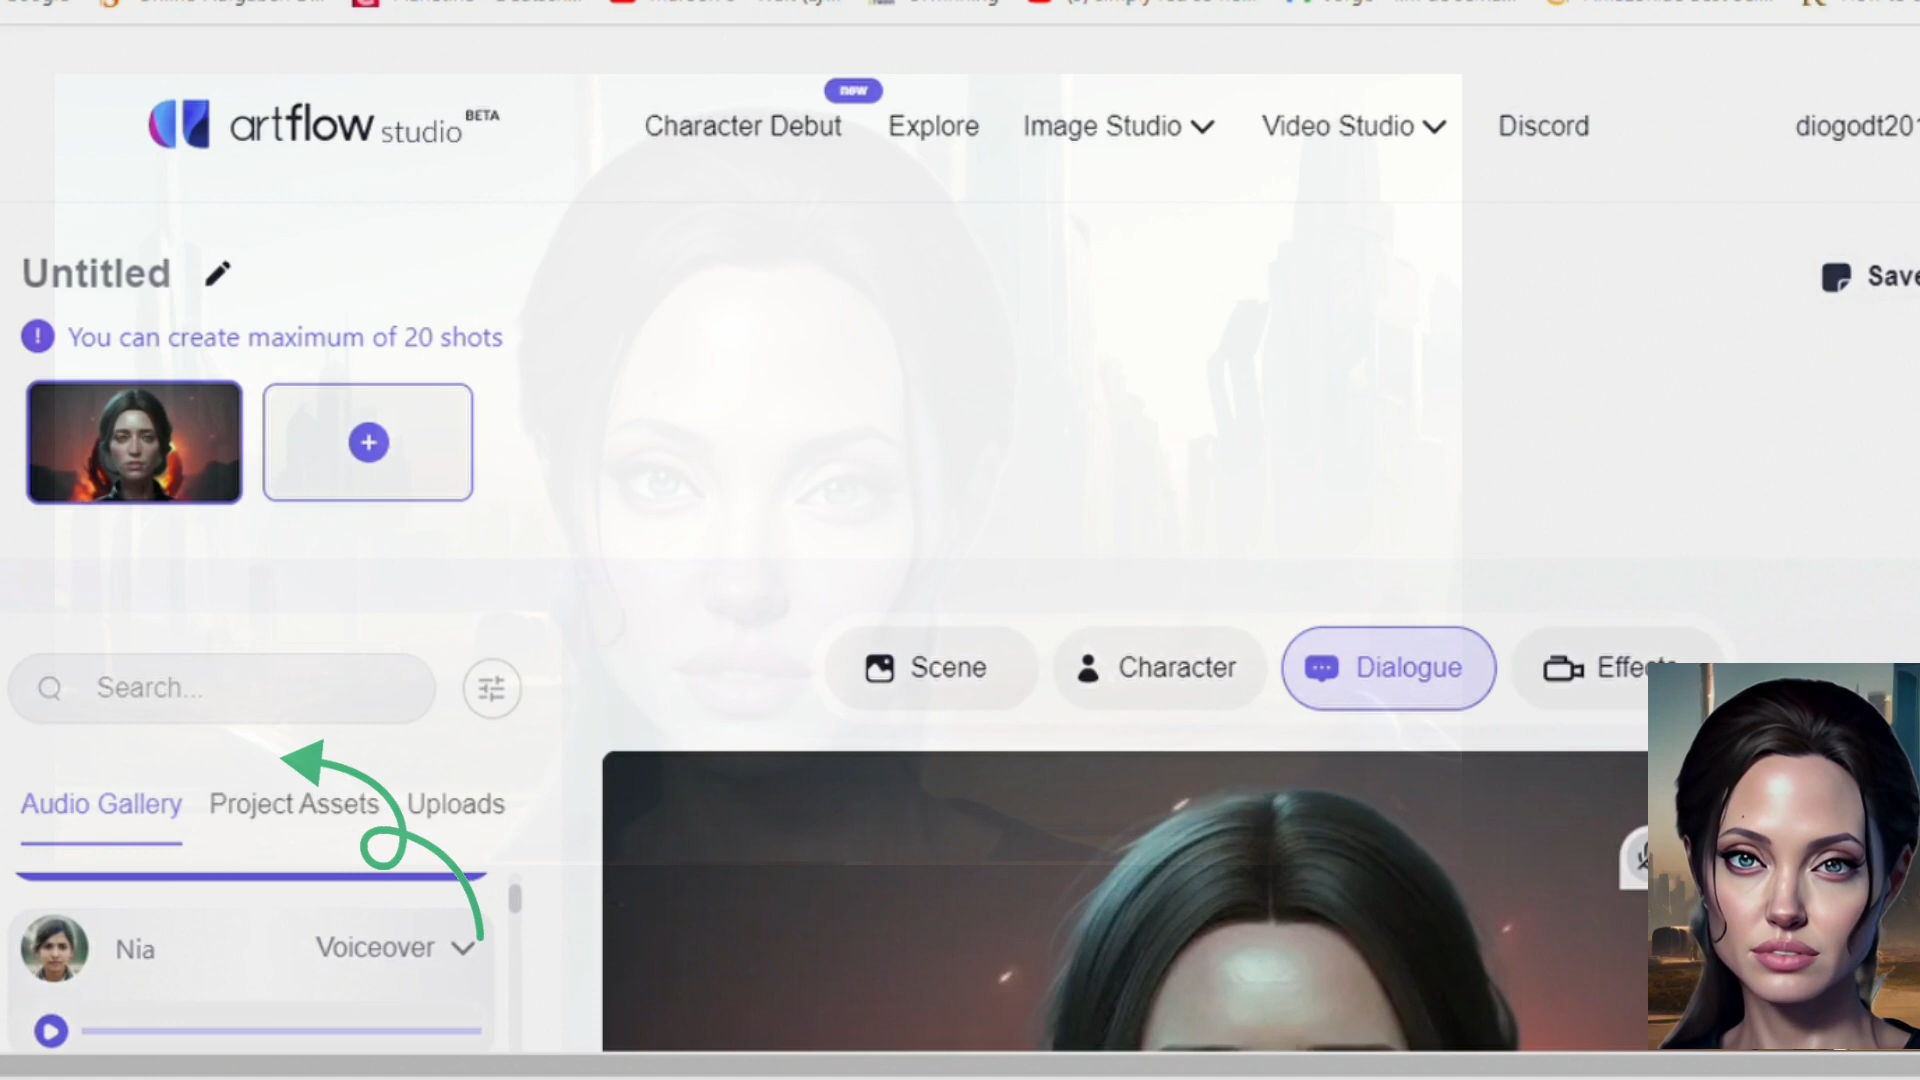 new
artflow studio BETA
Character Debut Explore Image Studio Video Studio Discord
Untitled
Save
You can create maximum of 20 shots
Search...
Scene Character Dialogue Effects
Audio Gallery Project Assets Uploads
Nia Voiceover